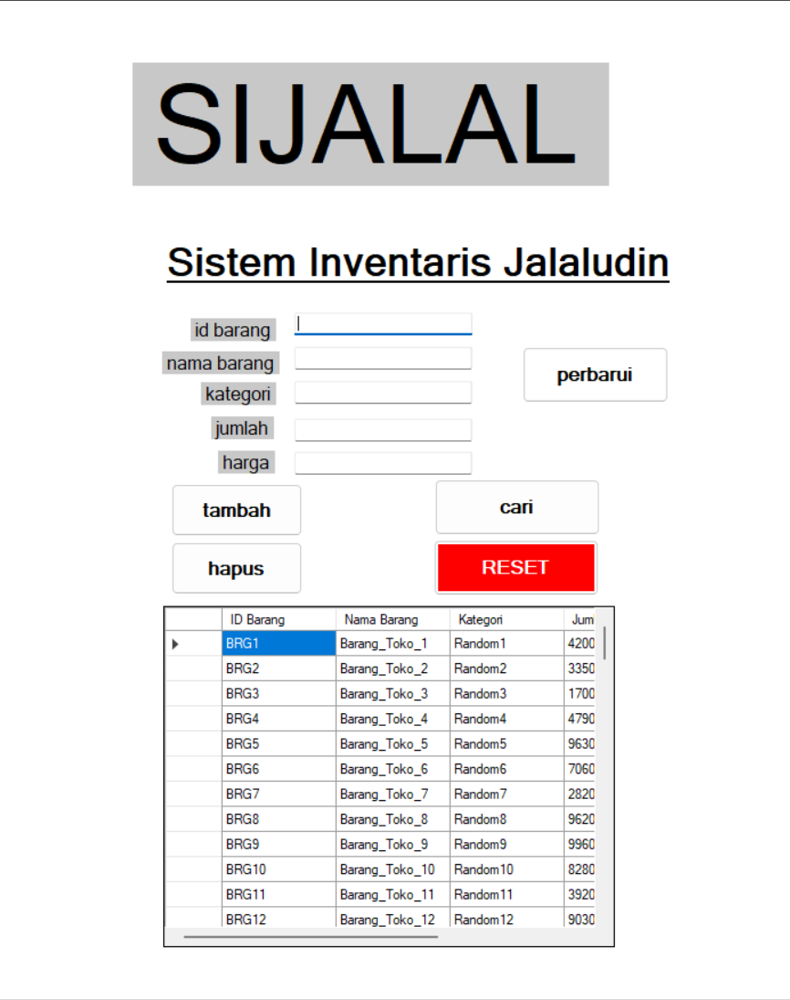 SIJALAL
Sistem Inventaris Jalaludin
id barang
nama barang
perbarui
kategori
jumlah
harga
tambah
cari
hapus
RESET
ID Barang Nama Barang Kategori Jum
BRG1 Barang_Toko_1 Random1 4200
BRG2 Barang_Toko_2 Random2 3350
BRG3 Barang_Toko_3 Random3 1700
BRG4 Barang_Toko_4 Random4 4790
BRG5 Barang_Toko_5 Random5 9630
BRG6 Barang_Toko_6 Random6 7060
BRG7 Barang_Toko_7 Random7 2820
BRG8 Barang_Toko_8 Random8 9620
BRG9 Barang_Toko_9 Random9 9960
BRG10 Barang_Toko_10 Random10 8280
BRG11 Barang_Toko_11 Random11 3920
BRG12 Barang_Toko_12 Random12 9030